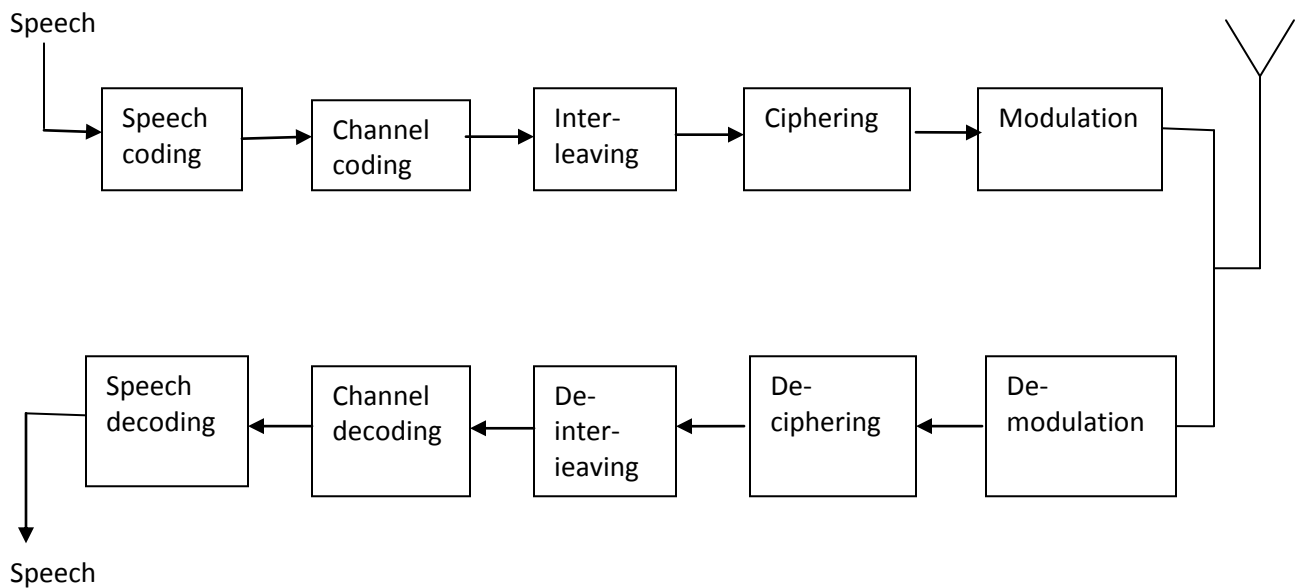 Speech
Speech
coding
Channel
coding
Inter-
leaving
Ciphering
Modulation
Speech
decoding
Channel
decoding
De-
inter-
ieaving
De-
ciphering
De-
modulation
Speech